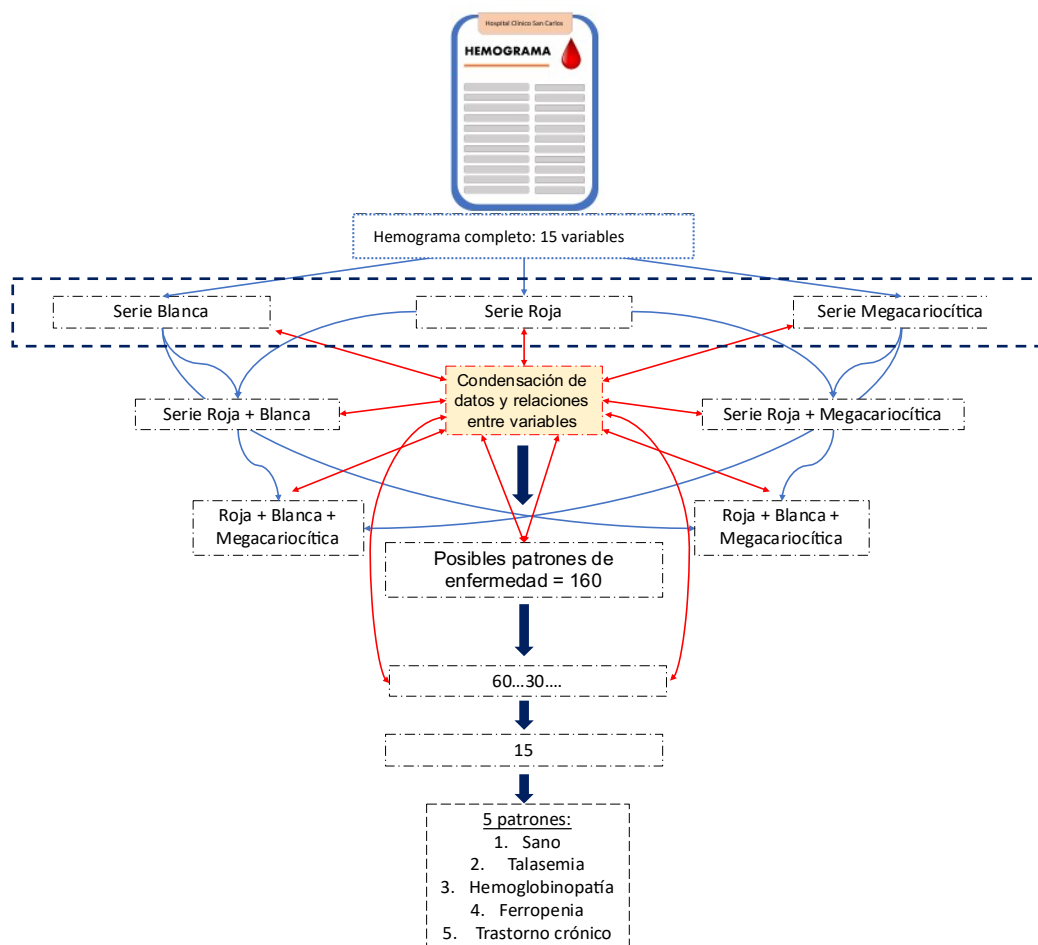 Hospital Clínico San Carlos
HEMOGRAMA
Hemograma completo: 15 variables
Serie Blanca
Serie Roja
Serie Megacariocítica
Condensación de
datos y relaciones
entre variables
Serie Roja + Blanca
Serie Roja + Megacariocítica
Roja + Blanca +
Megacariocítica
Roja + Blanca +
Megacariocítica
Posibles patrones de
enfermedad = 160
60...30....
15
5 patrones:
1. Sano
2. Talasemia
3. Hemoglobinopatía
4. Ferropenia
5. Trastorno crónico